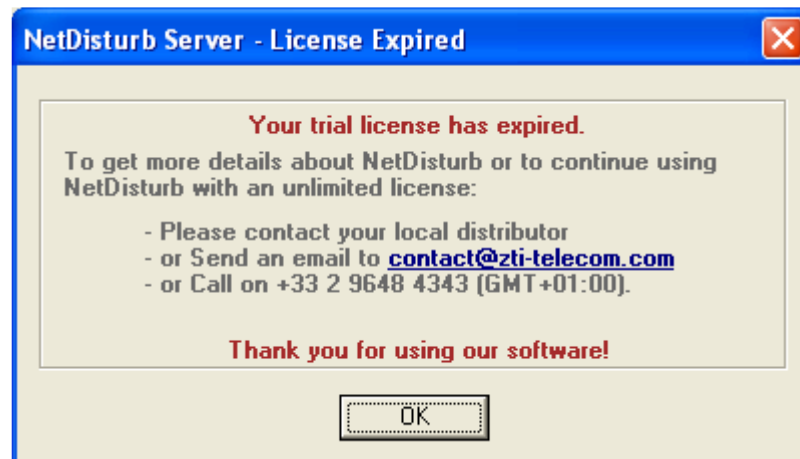 NetDisturb Server - License Expired
Your trial license has expired.
To get more details about NetDisturb or to continue using
NetDisturb with an unlimited license:
- Please contact your local distributor
- or Send an email to contact@zti-telecom.com
- or Call on +33 2 9648 4343 (GMT+01:00).
Thank you for using our software!
OK